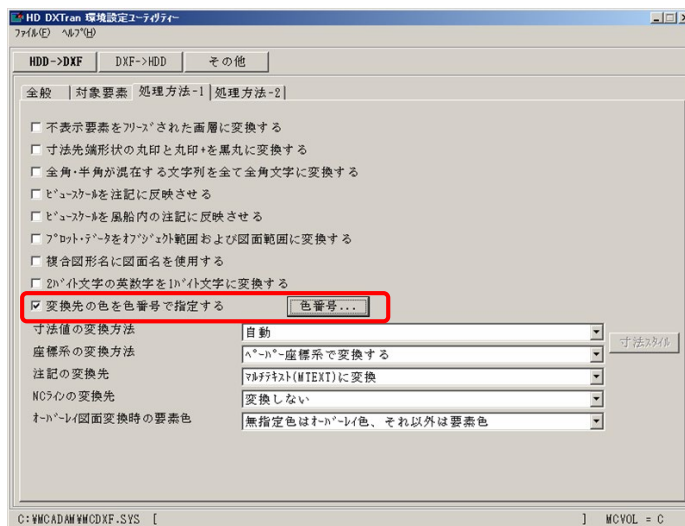 HD DXTran 環境設定ユーティリティー
ファイル(F) ヘルプ(H)
HDD->DXF DXF->HDD その他
全般 対象要素 処理方法-1 処理方法-2
不表示要素をフリーズされた画層に変換する
寸法先端形状の丸印と丸印+を黒丸に変換する
全角・半角が混在する文字列を全て全角文字に変換する
ビュースケールを注記に反映させる
ビュースケールを風船内の注記に反映させる
プロット・データをオブジェクト範囲および図面範囲に変換する
複合図形名に図面名を使用する
2バイト文字の英数字を1バイト文字に変換する
変換先の色を色番号で指定する 色番号...
寸法値の変換方法 自動 寸法スタイル
座標系の変換方法 ペーパー座標系で変換する
注記の変換先 マルチテキスト(MTEXT)に変換
NCラインの変換先 変換しない
オーバーレイ図面変換時の要素色 無指定色はオーバーレイ色、それ以外は要素色
C:¥MCADAM¥MCDXF.SYS [ ] MCVOL = C